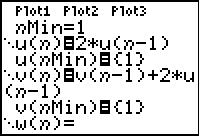 Plot1 Plot2 Plot3
nMin=1
u(n)=2*u(n-1)
u(nMin)={1}
v(n)=v(n-1)+2*u
(n-1)
v(nMin)={1}
w(n)=